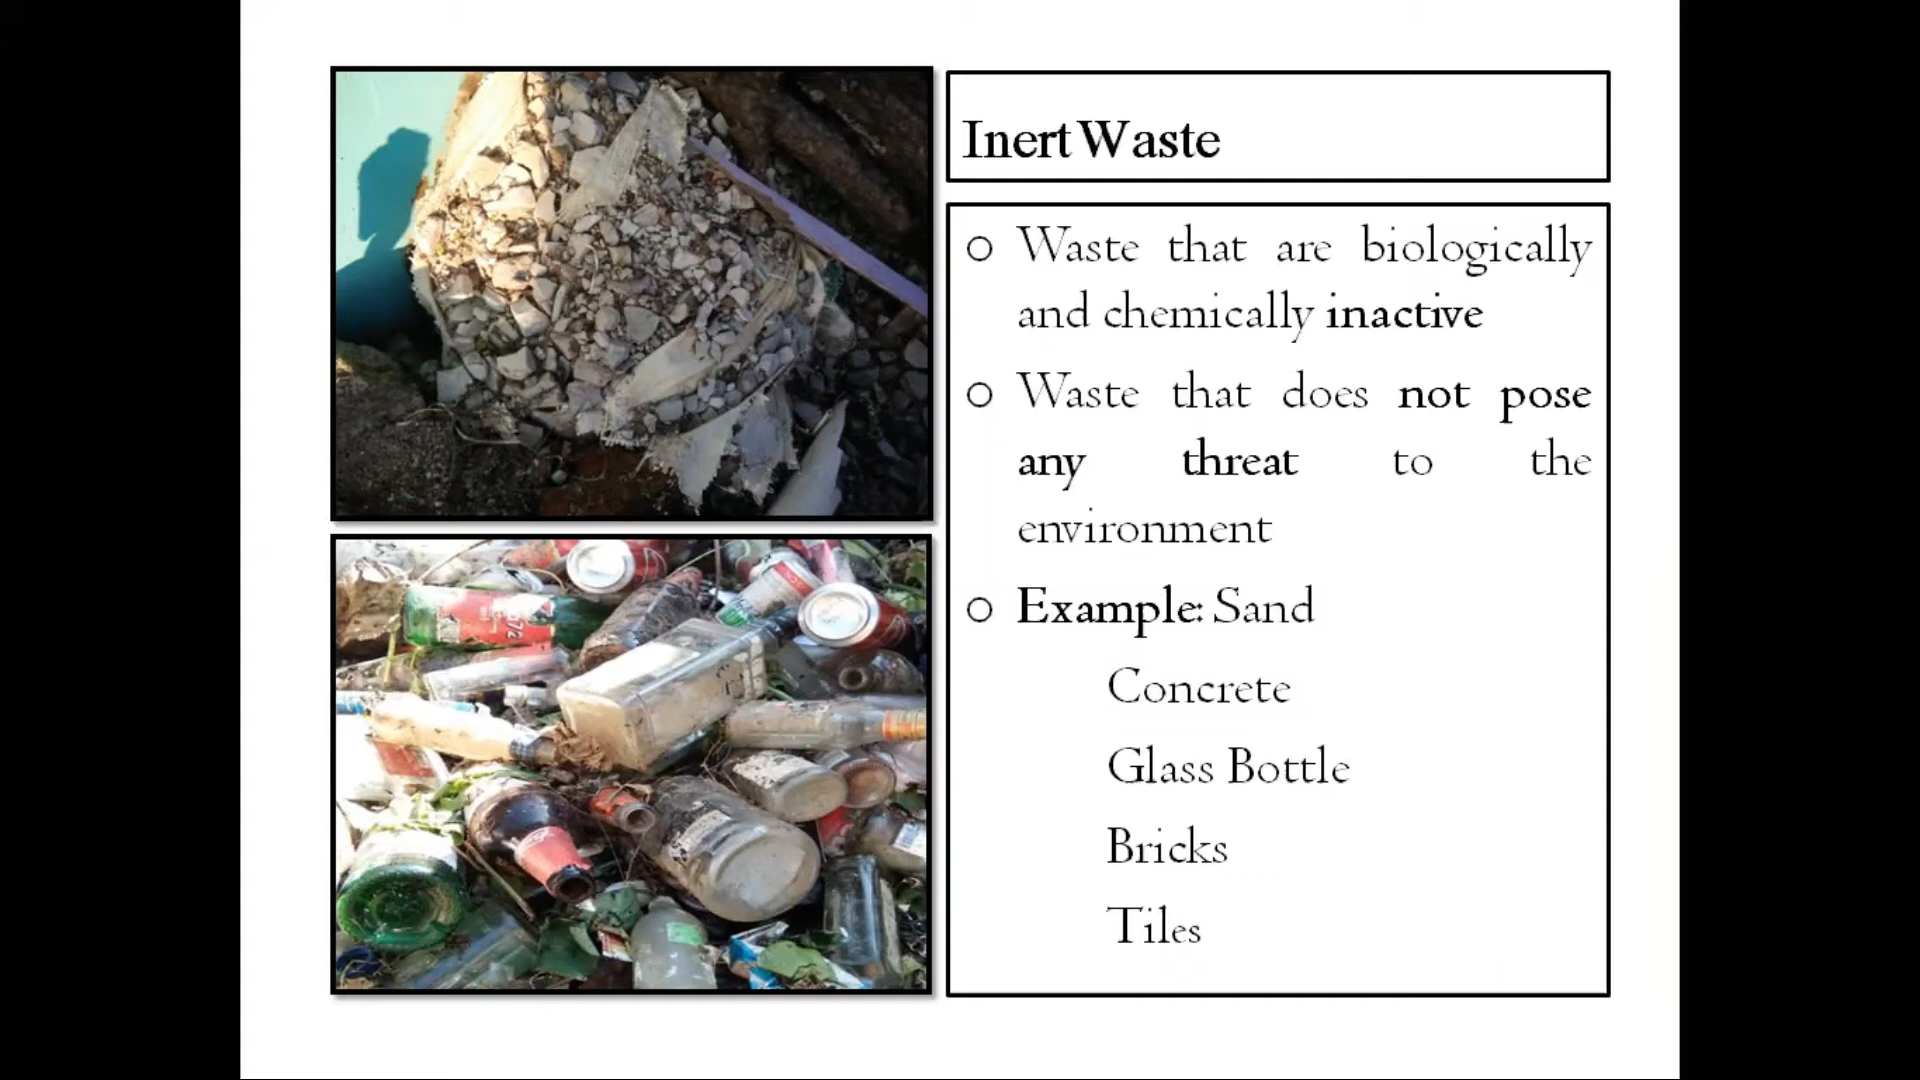 Inert Waste
Waste that are biologically
and chemically inactive
Waste that does not pose
any threat to the
environment
Example: Sand
Concrete
Glass Bottle
Bricks
Tiles